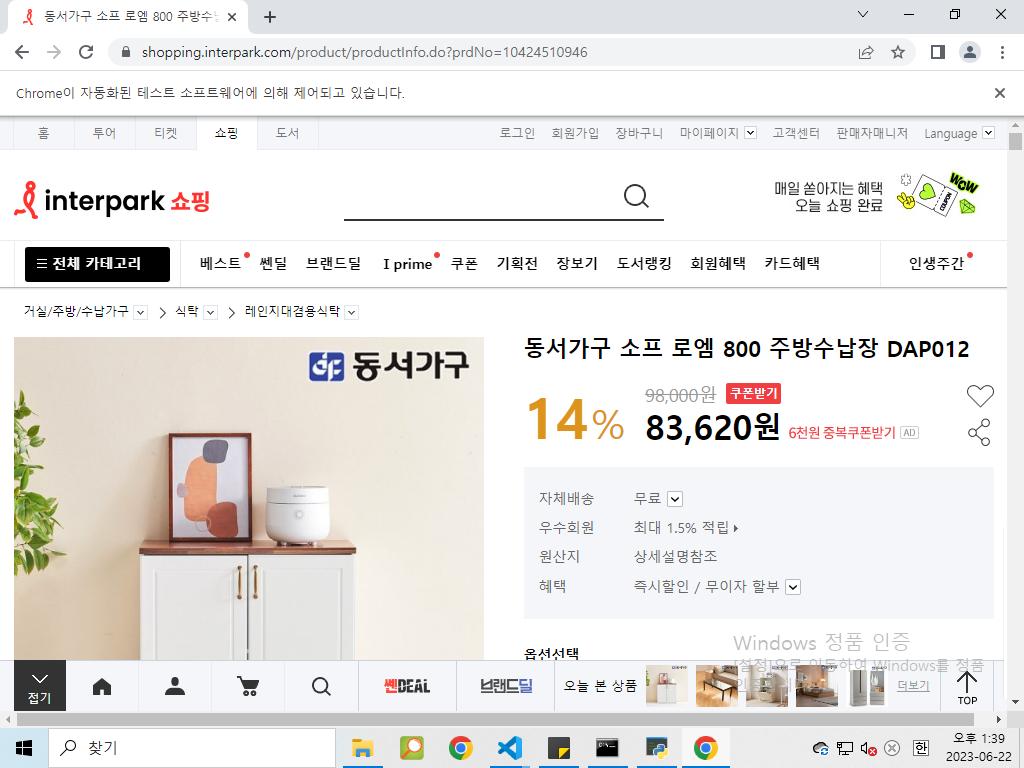 동서가구 소프 로엠 800 주방수납
shopping.interpark.com/product/productInfo.do?prdNo=10424510946
Chrome이 자동화된 테스트 소프트웨어에 의해 제어되고 있습니다.
홈 투어 티켓 쇼핑 도서 로그인 회원가입 장바구니 마이페이지 고객센터 판매자매니저 Language
interpark 쇼핑
매일 쏟아지는 혜택
오늘 쇼핑 완료
WOW
COUPON
전체 카테고리 베스트 쎈딜 브랜드딜 I prime 쿠폰 기획전 장보기 도서랭킹 회원혜택 카드혜택 인생주간
거실/주방/수납가구 식탁 레인지대겸용식탁
동서가구
동서가구 소프 로엠 800 주방수납장 DAP012
14%
98,000원 쿠폰받기
83,620원 6천원 중복쿠폰받기 AD
자체배송 무료
우수회원 최대 1.5% 적립
원산지 상세설명참조
혜택 즉시할인 / 무이자 할부
옵션선택
Windows 정품 인증
[설정]으로 이동하여 Windows를 정품
접기
쎈DEAL
브랜드딜
오늘 본 상품
더보기
TOP
찾기
한
오후 1:39
2023-06-22